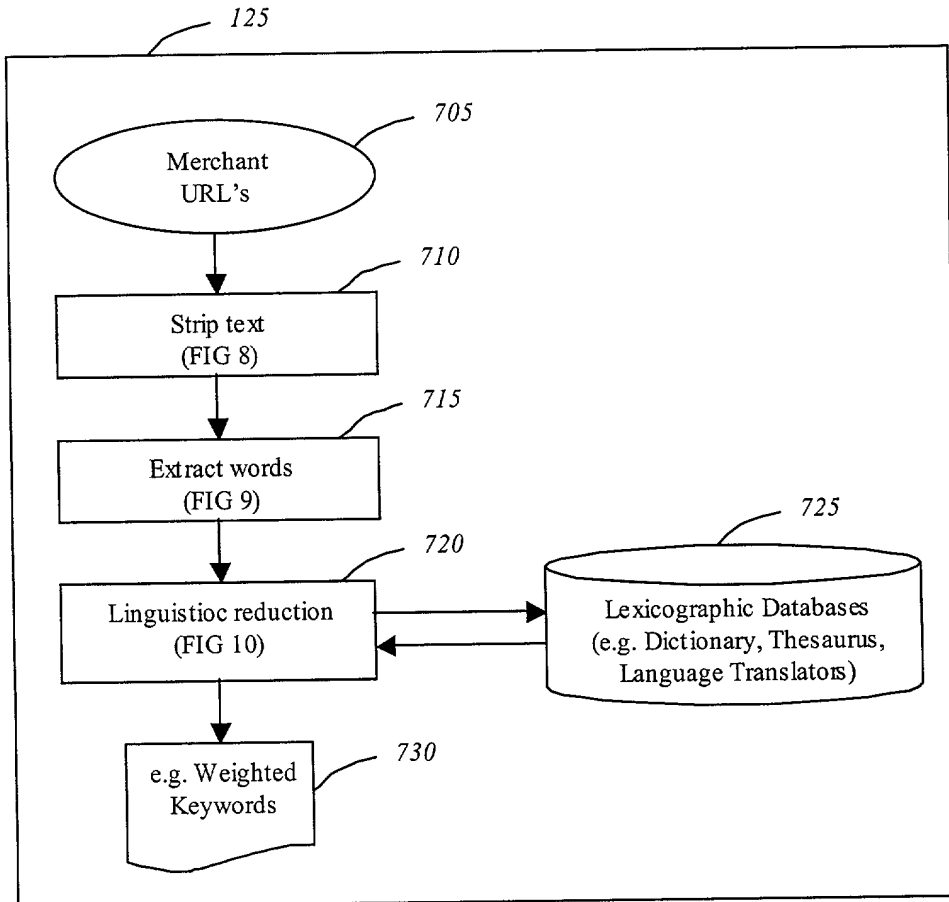 125
705
Merchant
URL's
710
Strip text
(FIG 8)
715
Extract words
(FIG 9)
720
Linguistioc reduction
(FIG 10)
725
Lexicographic Databases
(e.g. Dictionary, Thesaurus,
Language Translators)
730
e.g. Weighted
Keywords